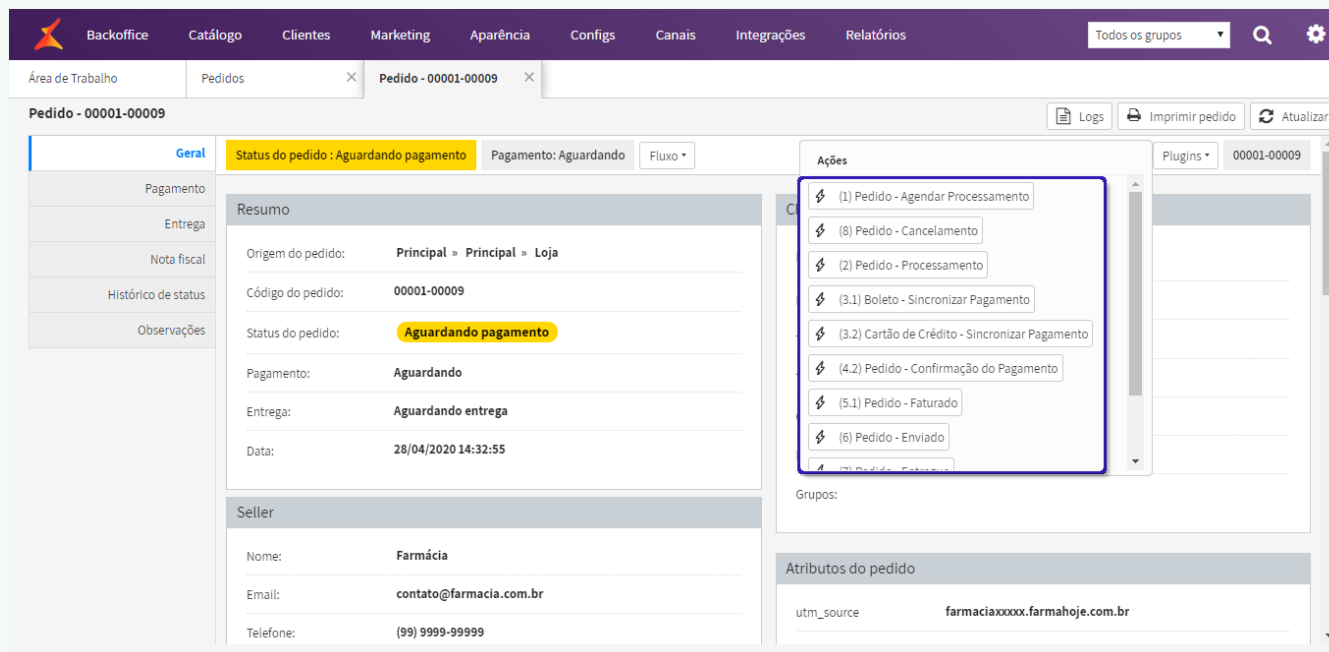 Backoffice Catálogo Clientes Marketing Aparência Configs Canais Integrações Relatórios Todos os grupos
Área de Trabalho Pedidos Pedido - 00001-00009
Pedido - 00001-00009 Logs Imprimir pedido Atualizar
Geral
Pagamento
Entrega
Nota fiscal
Histórico de status
Observações
Status do pedido : Aguardando pagamento Pagamento: Aguardando Fluxo
Resumo
Origem do pedido: Principal » Principal » Loja
Código do pedido: 00001-00009
Status do pedido: Aguardando pagamento
Pagamento: Aguardando
Entrega: Aguardando entrega
Data: 28/04/2020 14:32:55
Seller
Nome: Farmácia
Email: contato@farmacia.com.br
Telefone: (99) 9999-99999
Ações Plugins 00001-00009
(1) Pedido - Agendar Processamento
(8) Pedido - Cancelamento
(2) Pedido - Processamento
(3.1) Boleto - Sincronizar Pagamento
(3.2) Cartão de Crédito - Sincronizar Pagamento
(4.2) Pedido - Confirmação do Pagamento
(5.1) Pedido - Faturado
(6) Pedido - Enviado
(7) Pedido - Entregue
Grupos:
Atributos do pedido
utm_source farmaciaxxxxx.farmahoje.com.br